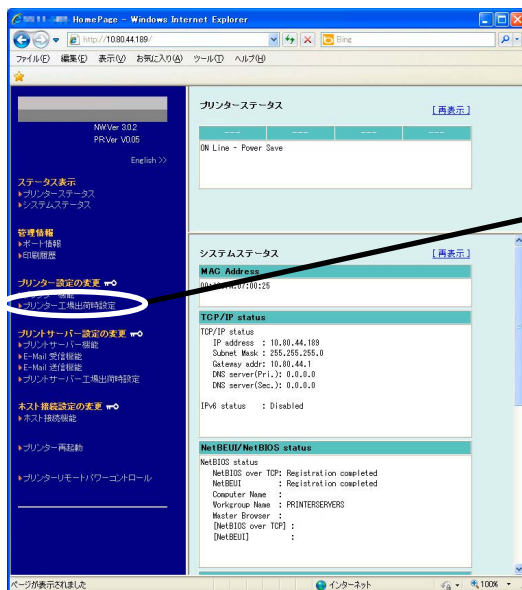 HomePage - Windows Internet Explorer
http://10.80.44.189/
Bing
ファイル(F) 編集(E) 表示(V) お気に入り(A) ツール(T) ヘルプ(H)
NWVer 3.0.2
PRVer V0.05
English >>
ステータス表示
プリンターステータス
システムステータス
管理情報
ポート情報
印刷履歴
プリンター設定の変更
プリンター機能
プリンター工場出荷時設定
プリントサーバー設定の変更
プリントサーバー機能
E-Mail 受信機能
E-Mail 送信機能
プリントサーバー工場出荷時設定
ホスト接続設定の変更
ホスト接続機能
プリンター再起動
プリンターリモートパワーコントロール
プリンターステータス [再表示]
--- --- --- ---
ON Line - Power Save
システムステータス [再表示]
MAC Address
TCP/IP status
TCP/IP status
IP address : 10.80.44.189
Subnet Mask : 255.255.255.0
Gateway addr: 10.80.44.1
DNS server(Pri.): 0.0.0.0
DNS server(Sec.): 0.0.0.0
IPv6 status : Disabled
NetBEUI/NetBIOS status
NetBIOS status
NetBIOS over TCP: Registration completed
NetBEUI : Registration completed
Computer Name :
Workgroup Name : PRINTERSERVERS
Master Browser :
[NetBIOS over TCP] :
[NetBEUI] :
ページが表示されました インターネット 100%